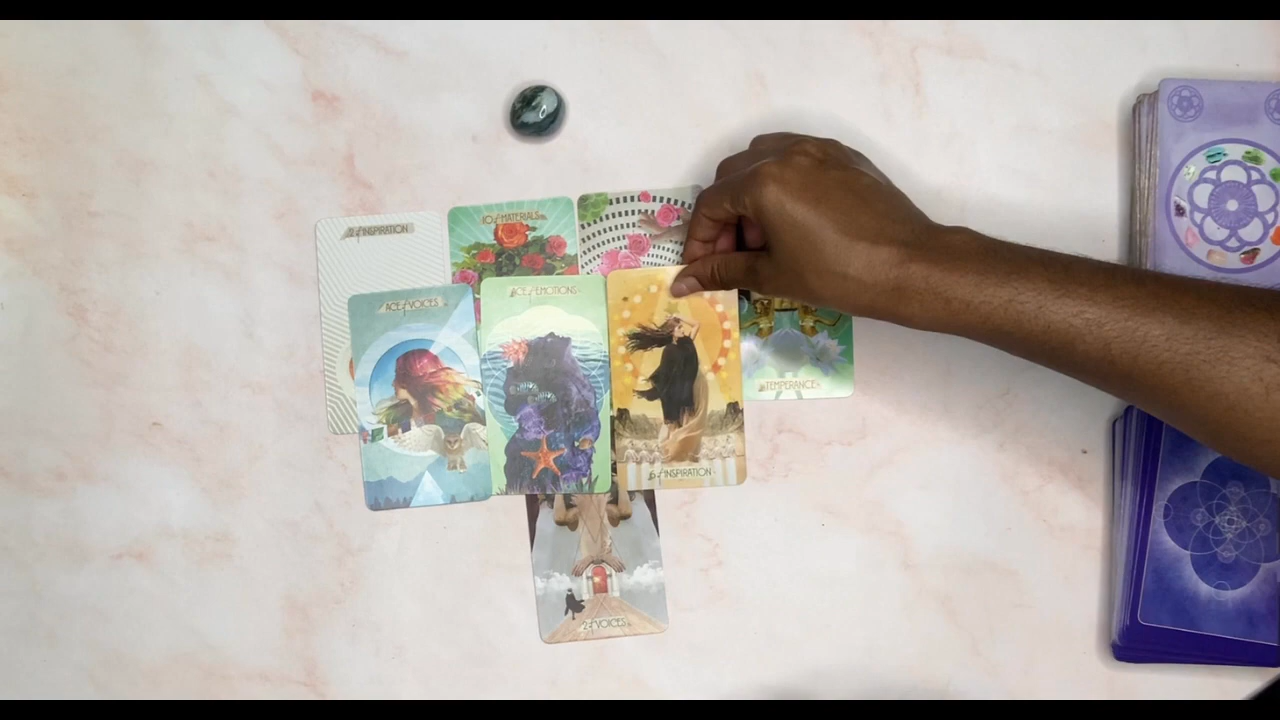 2 of INSPIRATION
10 of MATERIALS
ACE of VOICES
ACE of EMOTIONS
TEMPERANCE
6 of INSPIRATION
2 of VOICES